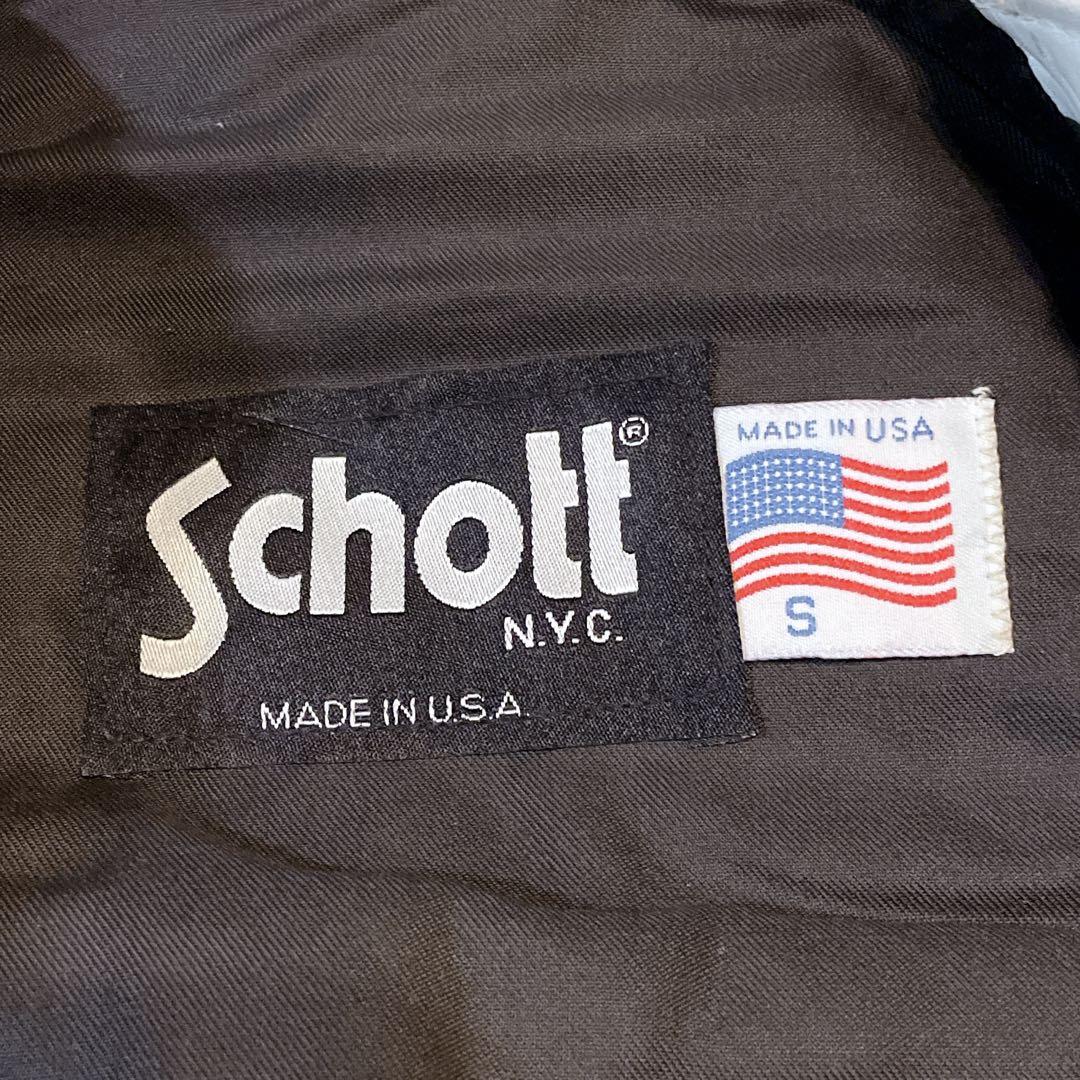 Schott®
N.Y.C.
MADE IN U.S.A.
MADE IN USA
S